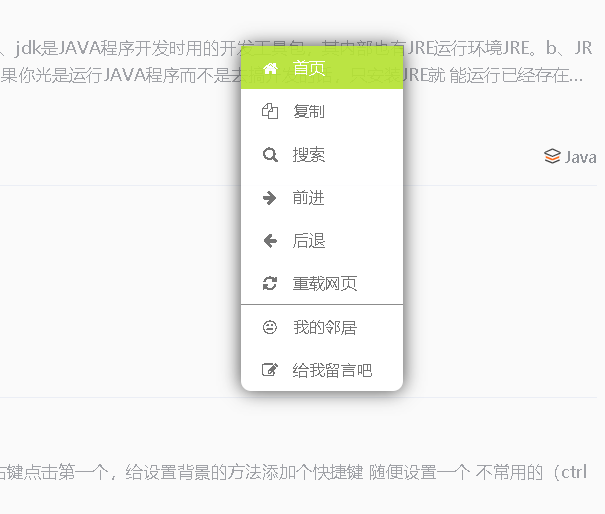 、jdk是JAVA程序开发时用的开发工具包，其内部也有JRE运行环境JRE。b、JR
果你光是运行JAVA程序而不是去
JRE就 能运行已经存在...
首页
复制
搜索
Java
前进
后退
重载网页
我的邻居
给我留言吧
右键点击第一个，给设置背景的方法添加个快捷键 随便设置一个 不常用的（ctrl